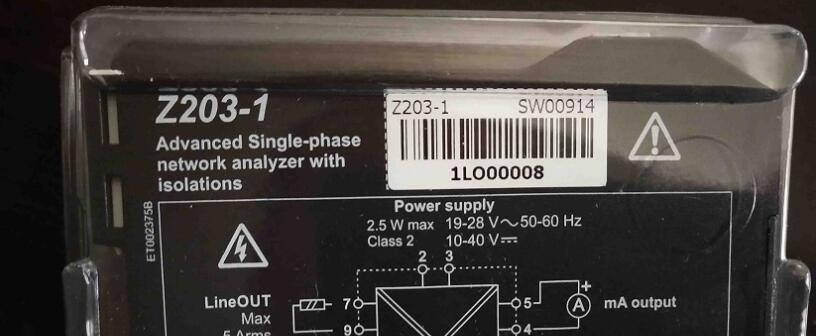 Z203-1
Advanced Single-phase
network analyzer with
isolations
Z203-1 SW00914
1LO00008
ET002375B
Power supply
2.5 W max 19-28 V~50-60 Hz
Class 2 10-40 V⎓
2 3
LineOUT
Max
7
5
+
A
mA output
9
4
5 Arms